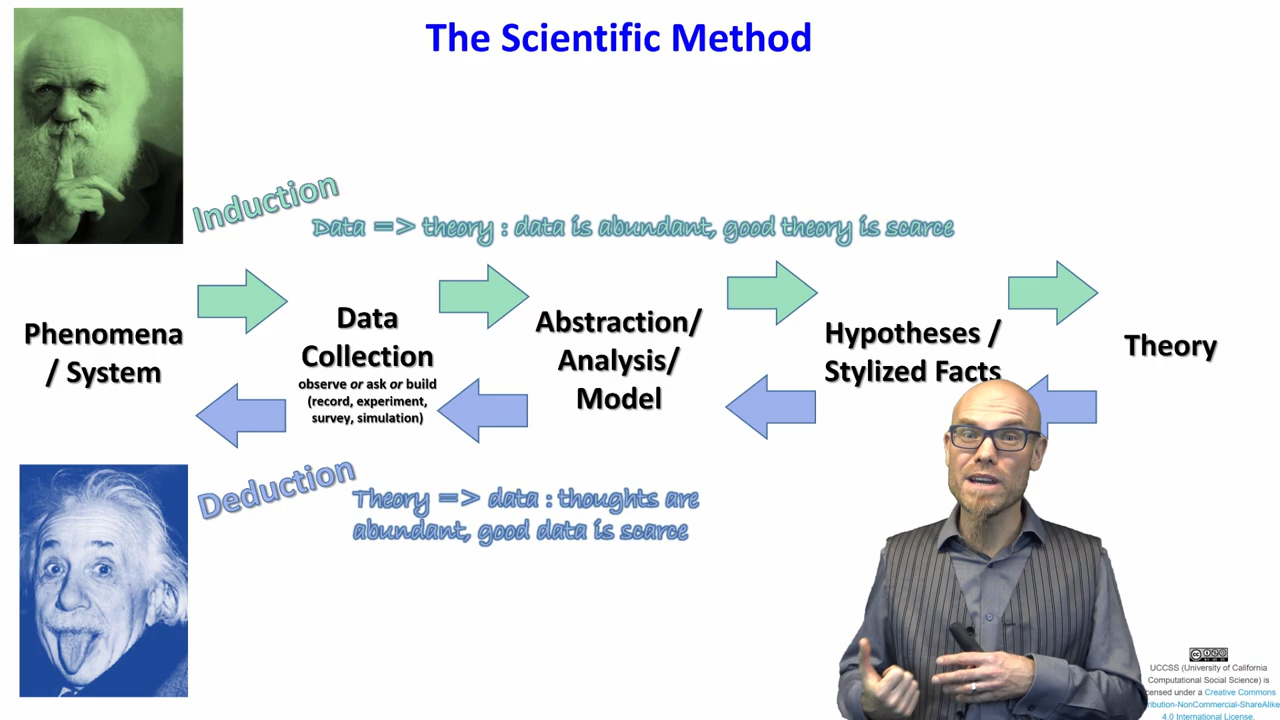 The Scientific Method
Induction
Data => theory : data is abundant, good theory is scarce
Phenomena
/ System
Data
Collection
observe or ask or build
(record, experiment,
survey, simulation)
Abstraction/
Analysis/
Model
Hypotheses /
Stylized Facts
Theory
Deduction
Theory => data : thoughts are
abundant, good data is scarce
UCCSS (University of California
Computational Social Science) is
censed under a Creative Commons
ribution-NonCommercial-ShareAlike
4.0 International License.